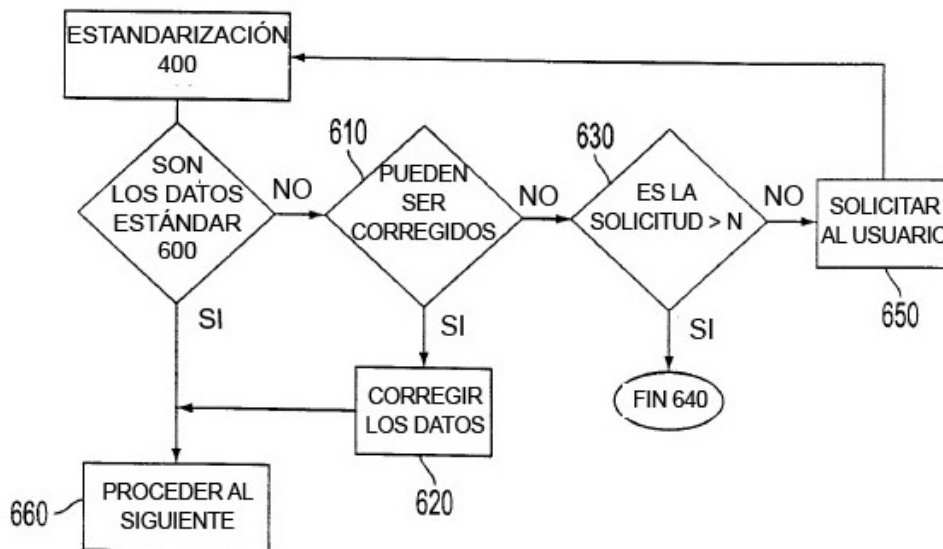 ESTANDARIZACIÓN
400
SON
LOS DATOS
ESTÁNDAR
600
NO
SI
610
PUEDEN
SER
CORREGIDOS
NO
SI
630
ES LA
SOLICITUD > N
NO
SI
SOLICITAR
AL USUARIO
650
CORREGIR
LOS DATOS
620
FIN 640
660
PROCEDER AL
SIGUIENTE